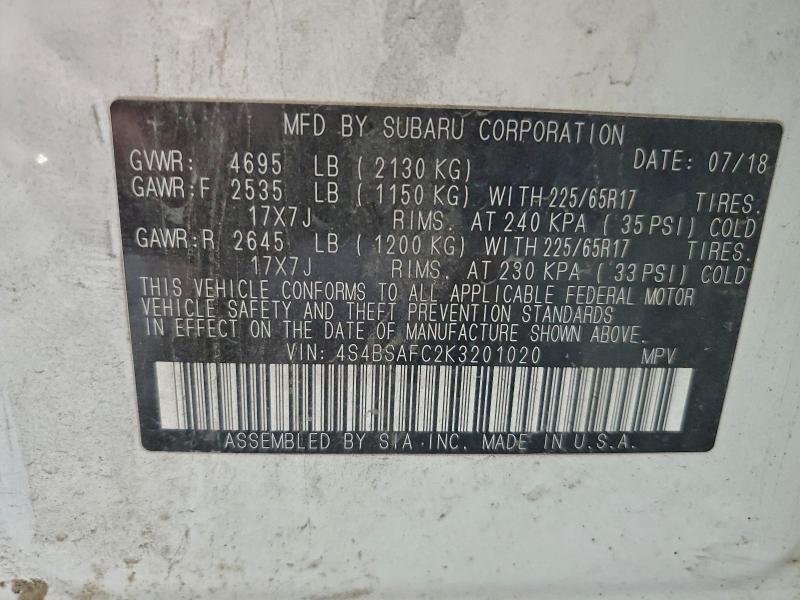 MFD BY SUBARU CORPORATION
GVWR: 4695 LB ( 2130 KG) DATE: 07/18
GAWR:F 2535 LB ( 1150 KG) WITH 225/65R17 TIRES.
17X7J RIMS. AT 240 KPA ( 35 PSI) COLD
GAWR:R 2645 LB ( 1200 KG) WITH 225/65R17 TIRES.
17X7J RIMS. AT 230 KPA ( 33 PSI) COLD
THIS VEHICLE CONFORMS TO ALL APPLICABLE FEDERAL MOTOR
VEHICLE SAFETY AND THEFT PREVENTION STANDARDS
IN EFFECT ON THE DATE OF MANUFACTURE SHOWN ABOVE.
VIN: 4S4BSAFC2K3201020 MPV
ASSEMBLED BY SIA INC. MADE IN U.S.A.